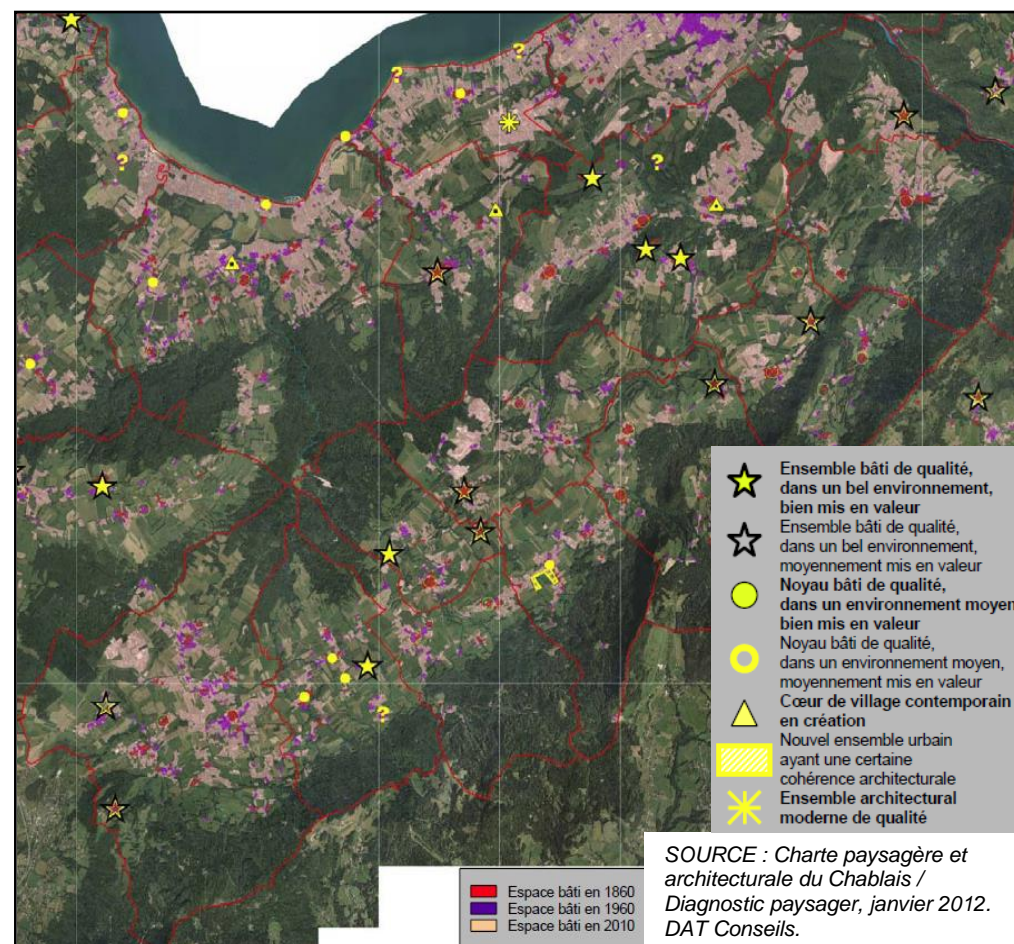 ?
?
?
?
?
Ensemble bâti de qualité,
dans un bel environnement,
bien mis en valeur
Ensemble bâti de qualité,
dans un bel environnement,
moyennement mis en valeur
Noyau bâti de qualité,
dans un environnement moyen
bien mis en valeur
Noyau bâti de qualité,
dans un environnement moyen,
moyennement mis en valeur
Cœur de village contemporain
en création
Nouvel ensemble urbain
ayant une certaine
cohérence architecturale
Ensemble architectural
moderne de qualité
Espace bâti en 1860
Espace bâti en 1960
Espace bâti en 2010
SOURCE : Charte paysagère et
architecturale du Chablais /
Diagnostic paysager, janvier 2012.
DAT Conseils.